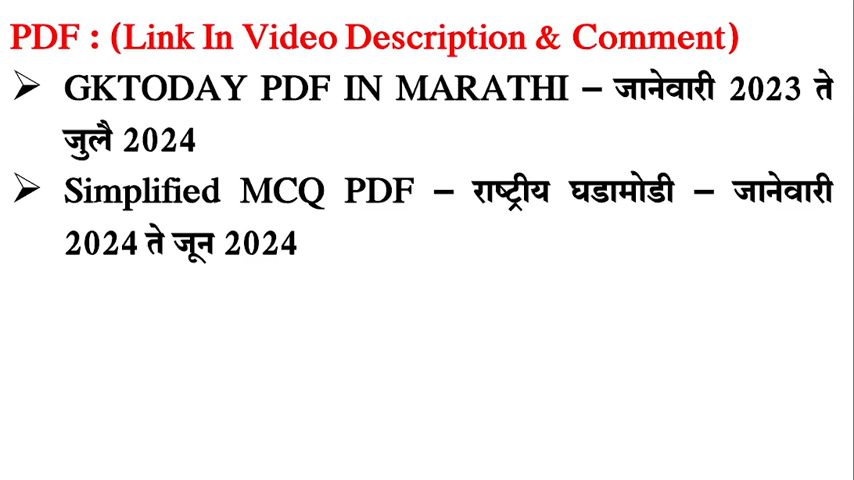 PDF : (Link In Video Description & Comment)
➢ GKTODAY PDF IN MARATHI – जानेवारी 2023 ते
जुलै 2024
➢ Simplified MCQ PDF – राष्ट्रीय घडामोडी – जानेवारी
2024 ते जून 2024